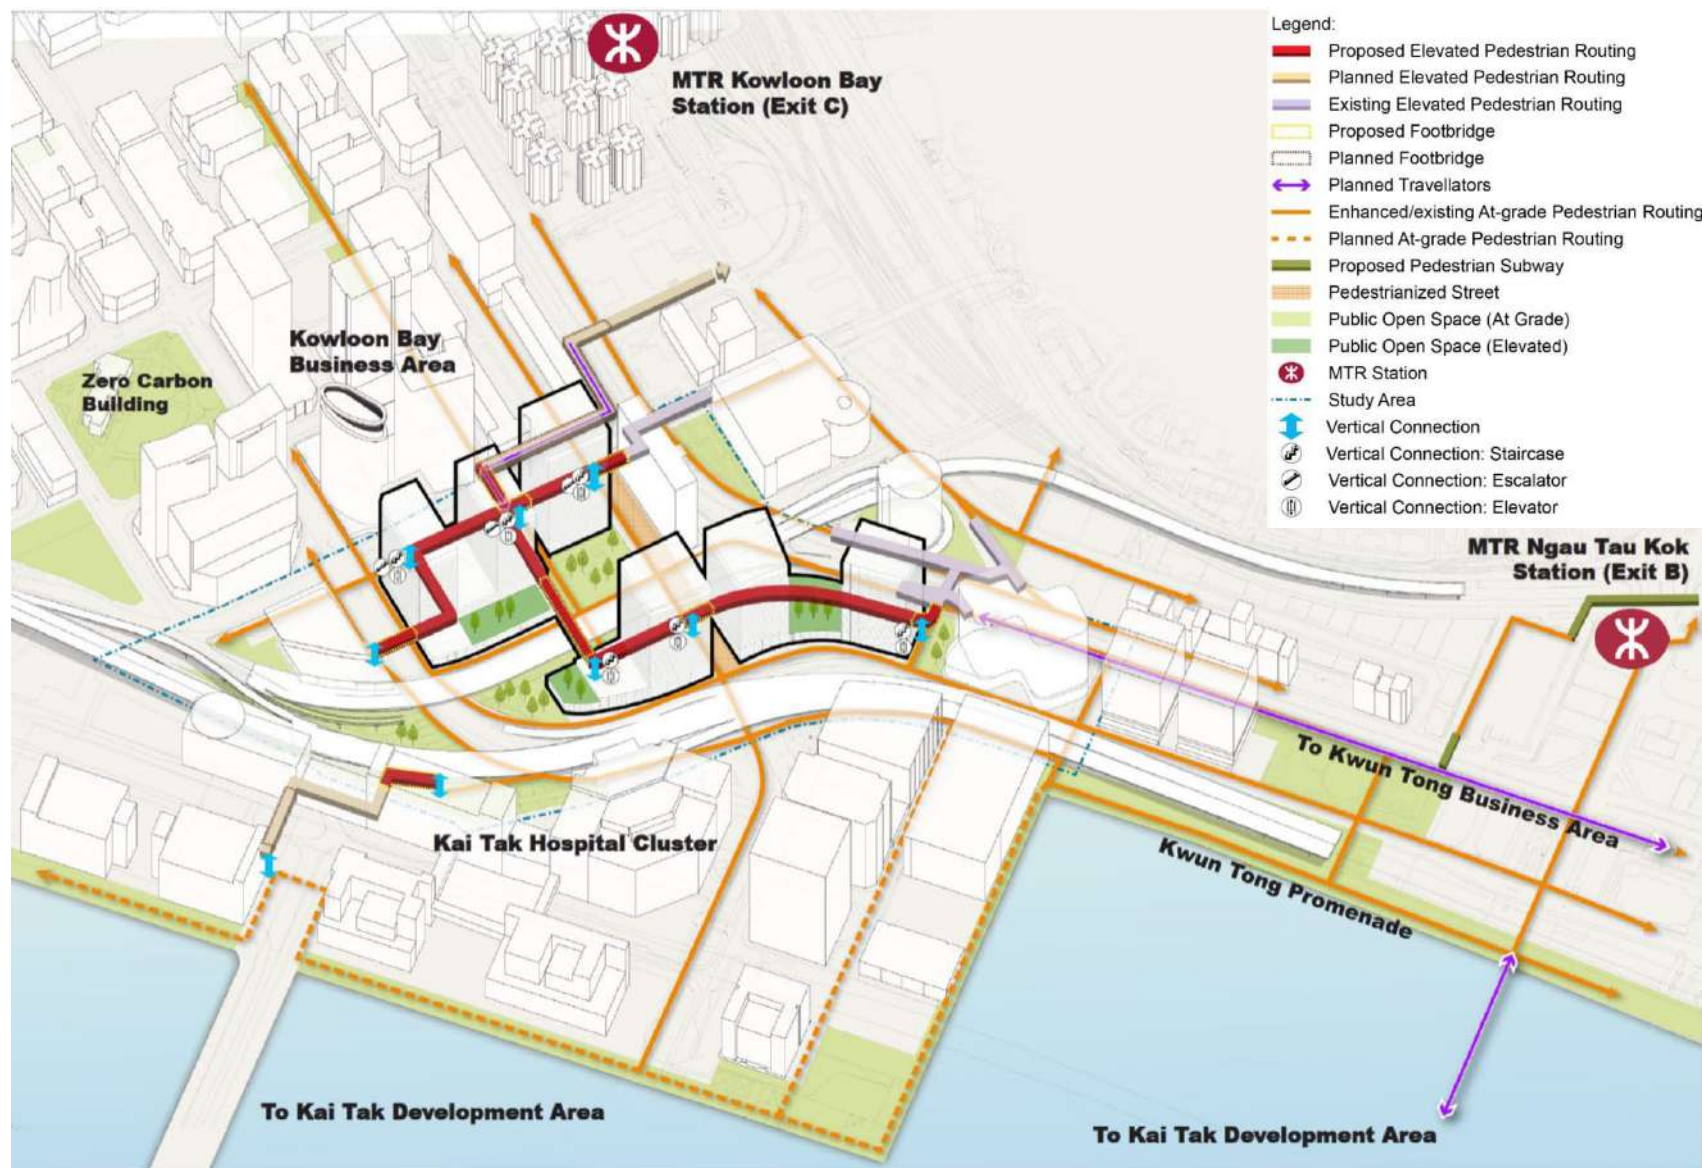 MTR Kowloon Bay
Station (Exit C)
Kowloon Bay
Business Area
Zero Carbon
Building
Legend:
Proposed Elevated Pedestrian Routing
Planned Elevated Pedestrian Routing
Existing Elevated Pedestrian Routing
Proposed Footbridge
Planned Footbridge
Planned Travellators
Enhanced/existing At-grade Pedestrian Routing
Planned At-grade Pedestrian Routing
Proposed Pedestrian Subway
Pedestrianized Street
Public Open Space (At Grade)
Public Open Space (Elevated)
MTR Station
Study Area
Vertical Connection
Vertical Connection: Staircase
Vertical Connection: Escalator
Vertical Connection: Elevator
MTR Ngau Tau Kok
Station (Exit B)
To Kwun Tong Business Area
Kwun Tong Promenade
Kai Tak Hospital Cluster
To Kai Tak Development Area
To Kai Tak Development Area